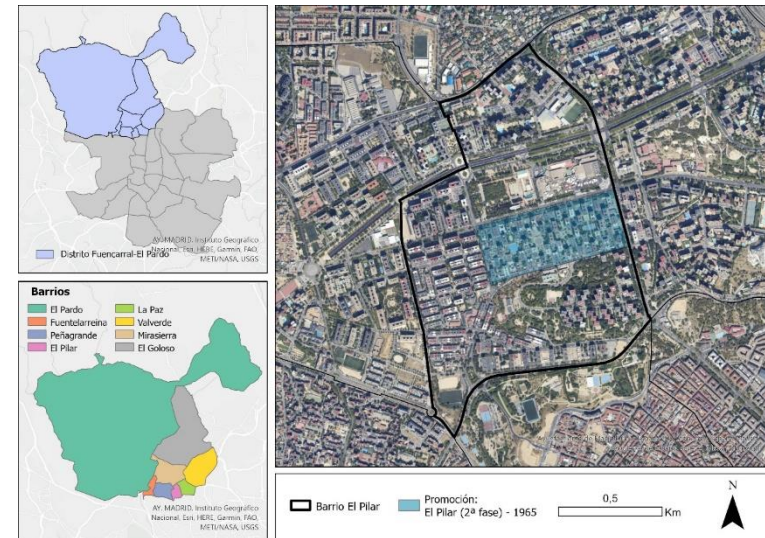 AY. MADRID. Instituto Geográfico
Nacional, Esri, HERE, Garmin, FAO,
METI/NASA, USGS
Distrito Fuencarral-El Pardo
Barrios
El Pardo
Fuentelarreina
Peñagrande
El Pilar
La Paz
Valverde
Mirasierra
El Goloso
AY. MADRID. Instituto Geográfico
Nacional, Esri, HERE, Garmin, FAO,
METI/NASA, USGS
Barrio El Pilar
Promoción:
El Pilar (2ª fase) - 1965
0,5
Km
N